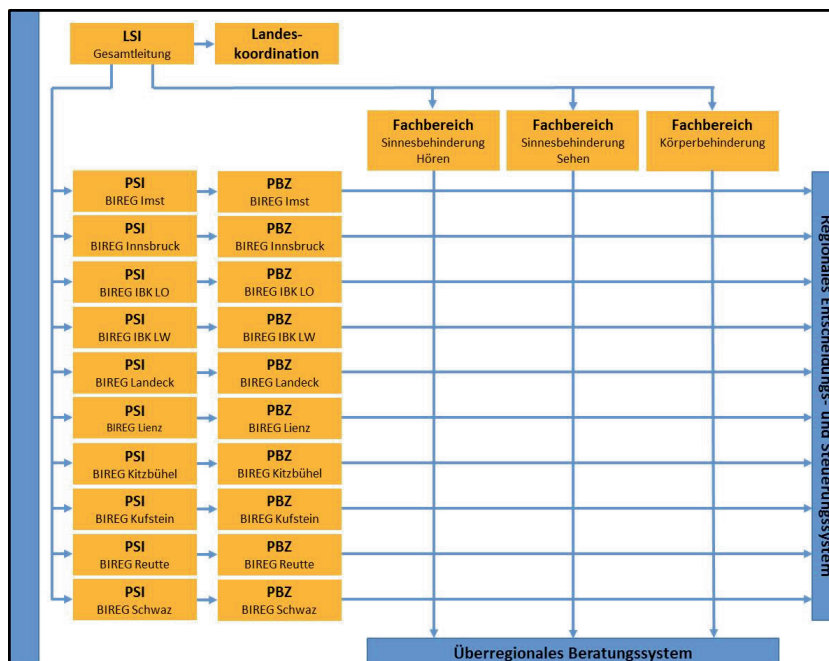 LSI
Gesamtleitung
Landes-
koordination
Fachbereich
Sinnesbehinderung
Hören
Fachbereich
Sinnesbehinderung
Sehen
Fachbereich
Körperbehinderung
PSI
BIREG Imst
PBZ
BIREG Imst
PSI
BIREG Innsbruck
PBZ
BIREG Innsbruck
PSI
BIREG IBK LO
PBZ
BIREG IBK LO
PSI
BIREG IBK LW
PBZ
BIREG IBK LW
PSI
BIREG Landeck
PBZ
BIREG Landeck
PSI
BIREG Lienz
PBZ
BIREG Lienz
PSI
BIREG Kitzbühel
PBZ
BIREG Kitzbühel
PSI
BIREG Kufstein
PBZ
BIREG Kufstein
PSI
BIREG Reutte
PBZ
BIREG Reutte
PSI
BIREG Schwaz
PBZ
BIREG Schwaz
Regionales Entscheidungs- und Steuerungssystem
Überregionales Beratungssystem